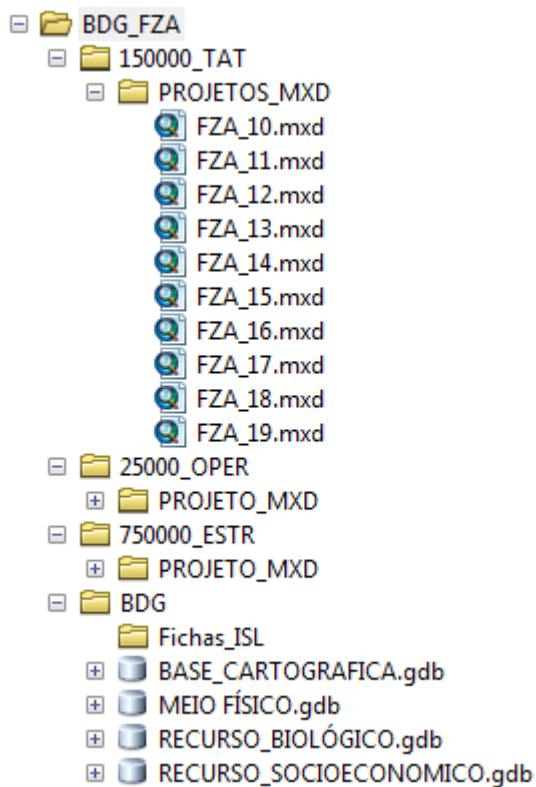 BDG_FZA
150000_TAT
PROJETOS_MXD
FZA_10.mxd
FZA_11.mxd
FZA_12.mxd
FZA_13.mxd
FZA_14.mxd
FZA_15.mxd
FZA_16.mxd
FZA_17.mxd
FZA_18.mxd
FZA_19.mxd
25000_OPER
PROJETO_MXD
750000_ESTR
PROJETO_MXD
BDG
Fichas_ISL
BASE_CARTOGRAFICA.gdb
MEIO FÍSICO.gdb
RECURSO_BIOLÓGICO.gdb
RECURSO_SOCIOECONOMICO.gdb